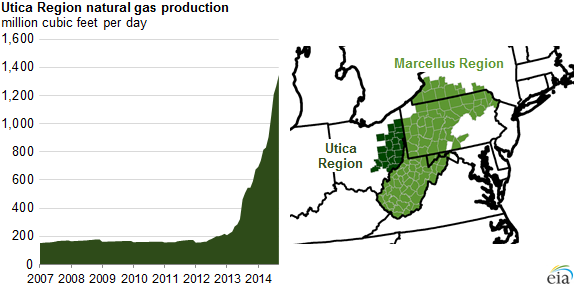 Utica Region natural gas production
million cubic feet per day
1,600
1,400
1,200
1,000
800
600
400
200
0
2007 2008 2009 2010 2011 2012 2013 2014
Marcellus Region
Utica
Region
eia